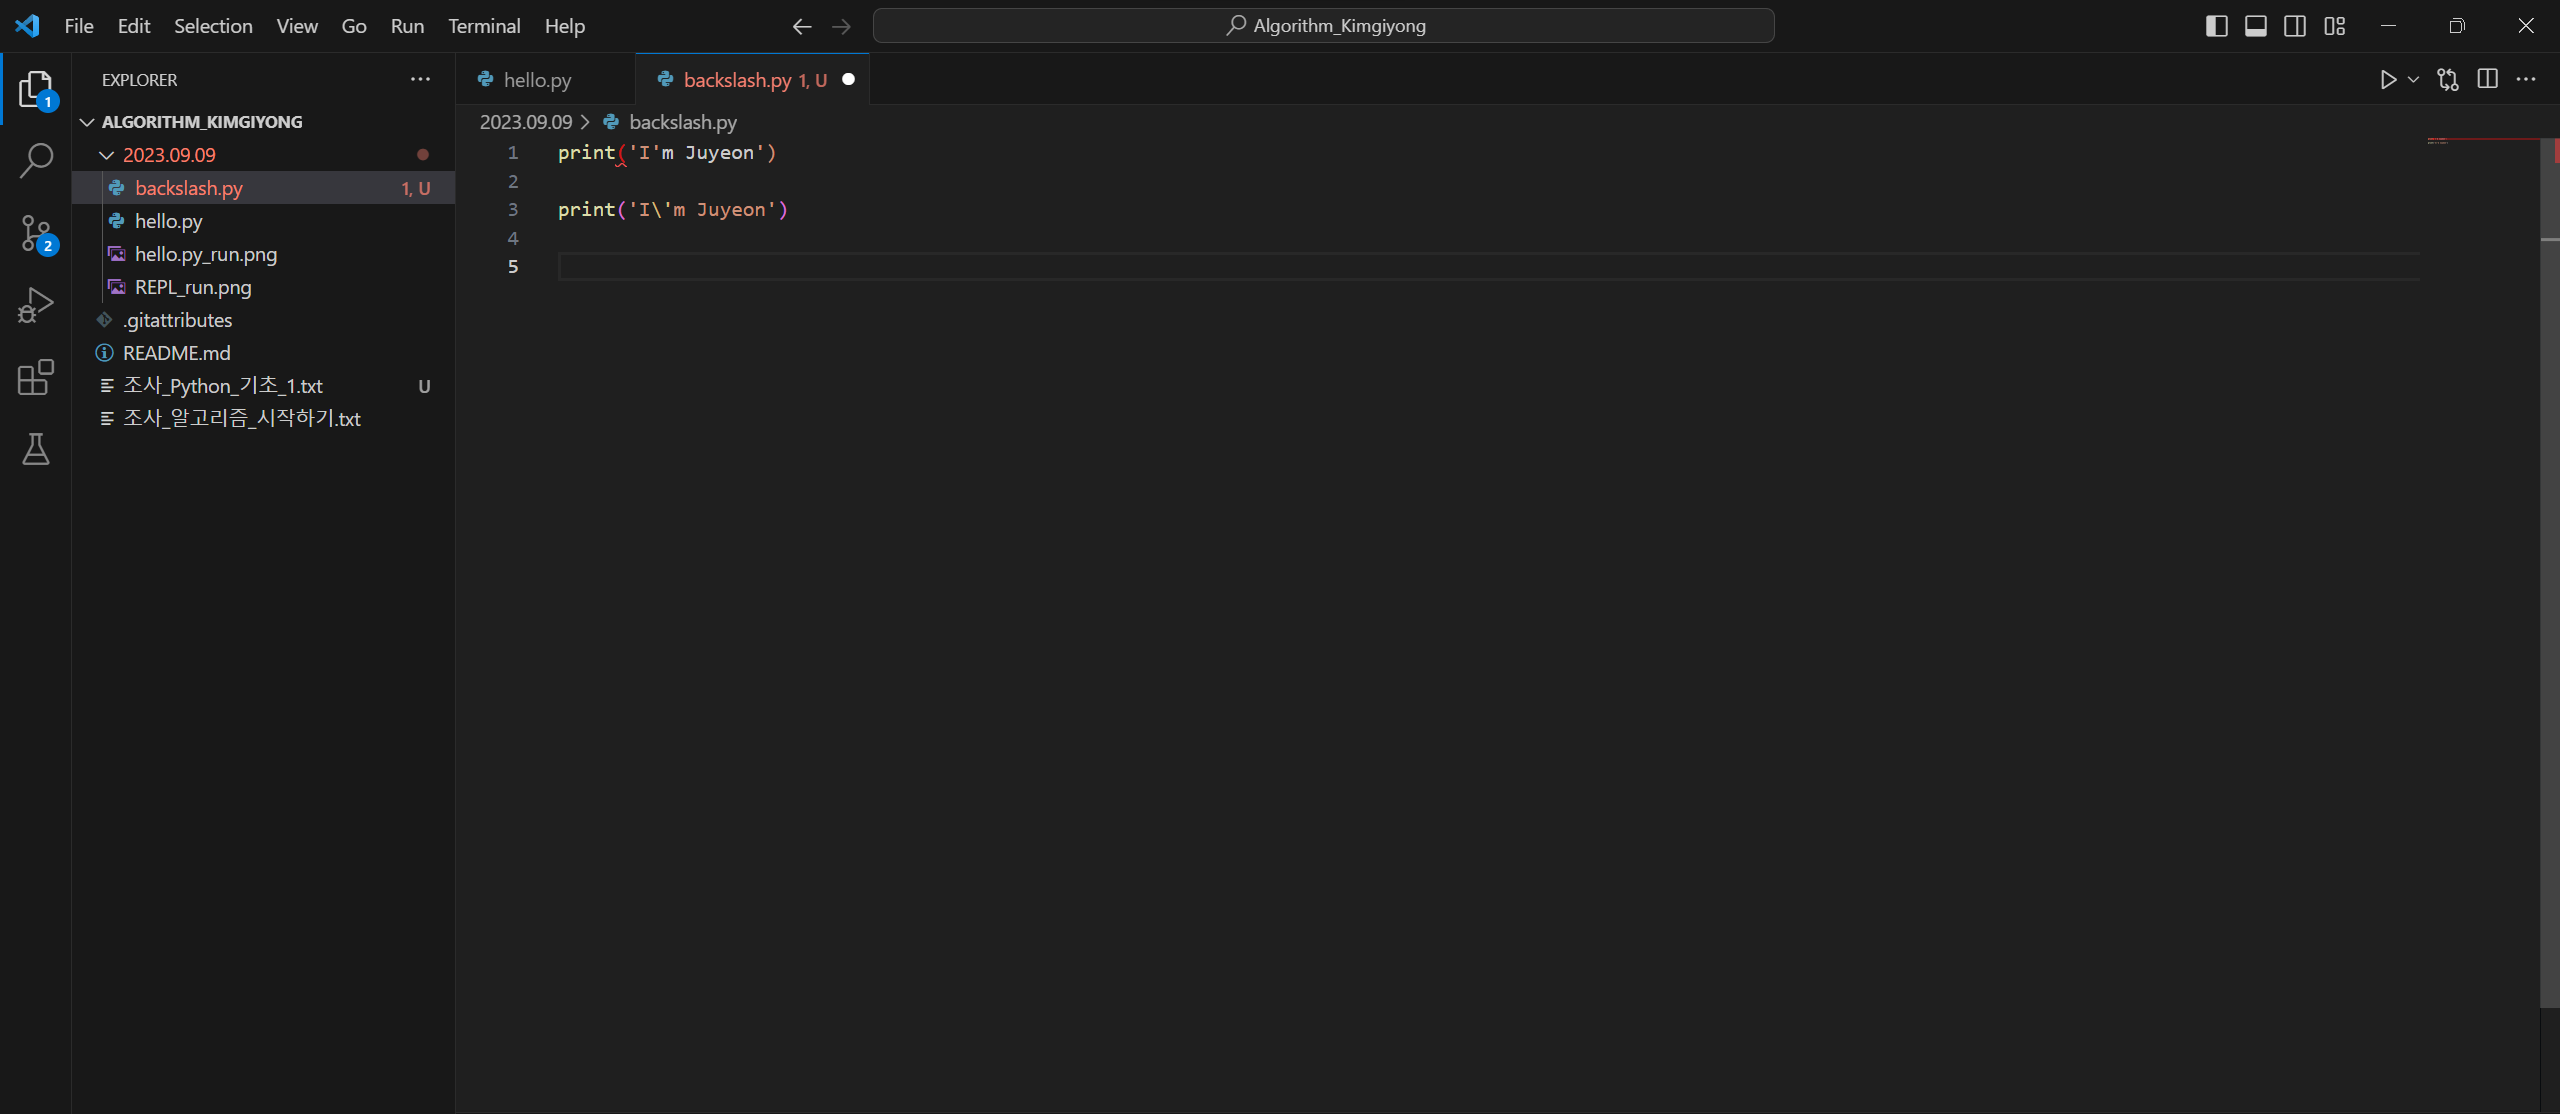 File Edit Selection View Go Run Terminal Help
Algorithm_Kimgiyong
EXPLORER
ALGORITHM_KIMGIYONG
2023.09.09
backslash.py 1, U
hello.py
hello.py_run.png
REPL_run.png
.gitattributes
README.md
조사_Python_기초_1.txt U
조사_알고리즘_시작하기.txt
1
2
hello.py
backslash.py 1, U
2023.09.09 > backslash.py
1 print('I'm Juyeon')
2
3 print('I\'m Juyeon')
4
5